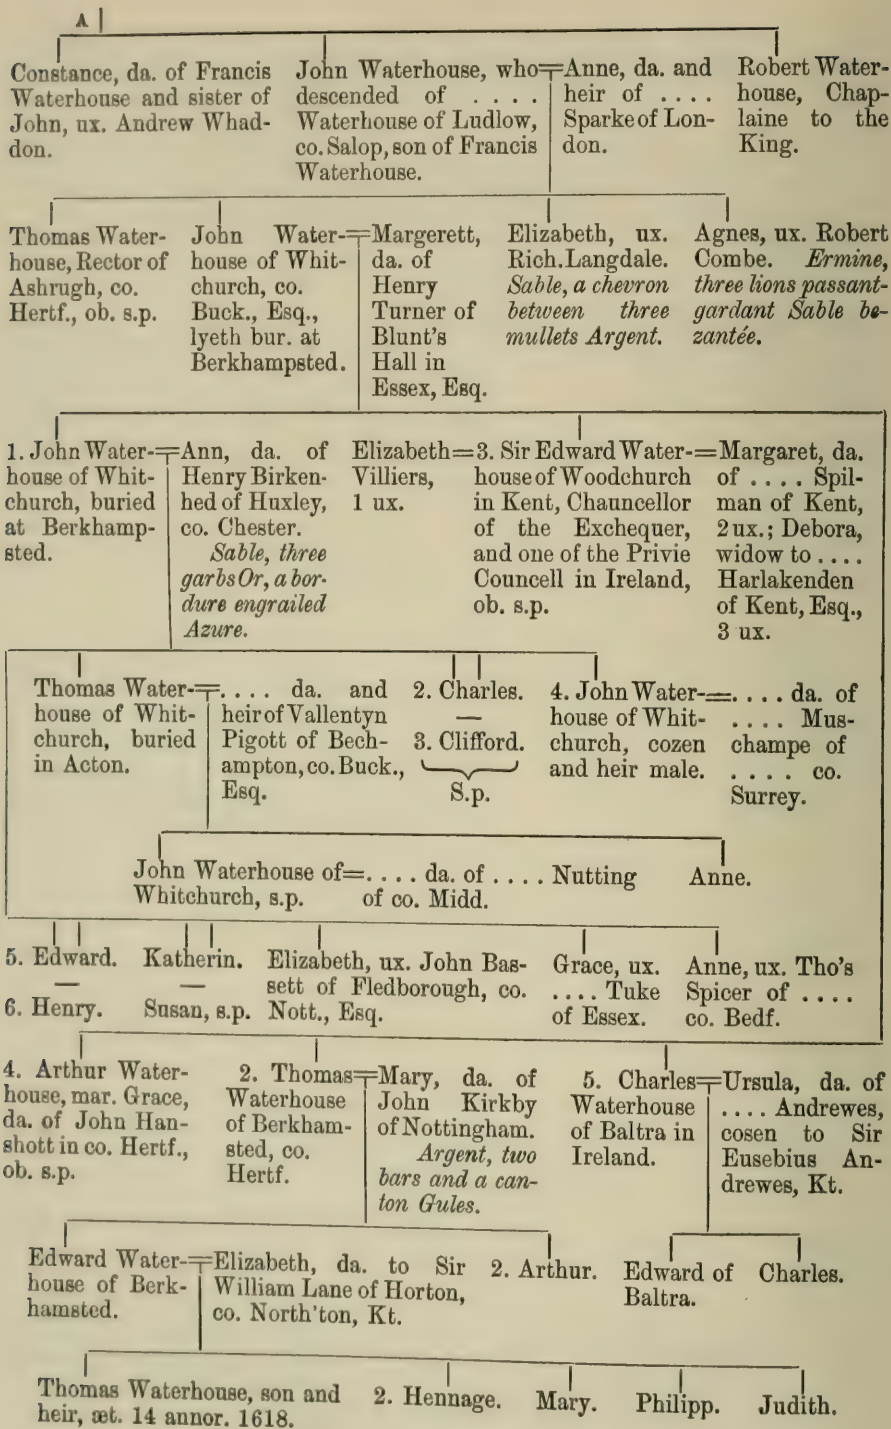 A
Constance, da. of Francis
Waterhouse and sister of
John, ux. Andrew Whad-
don.
John Waterhouse, who=
descended of . . . .
Waterhouse of Ludlow,
co. Salop, son of Francis
Waterhouse.
Anne, da. and
heir of . . . .
Sparke of Lon-
don.
Robert Water-
house, Chap-
laine to the
King.
Thomas Water-
house, Rector of
Ashrugh, co.
Hertf., ob. s.p.
John Water-=
house of Whit-
church, co.
Buck., Esq.,
lyeth bur. at
Berkhampsted.
Margerett,
da. of
Henry
Turner of
Blunt's
Hall in
Essex, Esq.
Elizabeth, ux.
Rich. Langdale.
Sable, a chevron
between three
mullets Argent.
Agnes, ux. Robert
Combe. Ermine,
three lions passant-
gardant Sable be-
zantée.
1. John Water-=
house of Whit-
church, buried
at Berkhamp-
sted.
Ann, da. of
Henry Birken-
hed of Huxley,
co. Chester.
Sable, three
garbs Or, a bor-
dure engrailed
Azure.
Elizabeth=
Villiers,
1 ux.
3. Sir Edward Water-=
house of Woodchurch
in Kent, Chauncellor
of the Exchequer,
and one of the Privie
Councell in Ireland,
ob. s.p.
Margaret, da.
of . . . . Spil-
man of Kent,
2 ux.; Debora,
widow to . . . .
Harlakenden
of Kent, Esq.,
3 ux.
Thomas Water-=
house of Whit-
church, buried
in Acton.
. . . . da. and
heir of Vallentyn
Pigott of Bech-
ampton, co. Buck.,
Esq.
2. Charles.
—
3. Clifford.
S.p.
4. John Water-=
house of Whit-
church, cozen
and heir male.
. . . . da. of
. . . . Mus-
champe of
. . . . co.
Surrey.
John Waterhouse of=
Whitchurch, s.p.
. . . . da. of . . . . Nutting
of co. Midd.
Anne.
5. Edward.
—
6. Henry.
Katherin.
—
Susan, s.p.
Elizabeth, ux. John Bas-
sett of Fledborough, co.
Nott., Esq.
Grace, ux.
. . . . Tuke
of Essex.
Anne, ux. Tho's
Spicer of . . . .
co. Bedf.
4. Arthur Water-
house, mar. Grace,
da. of John Han-
shott in co. Hertf.,
ob. s.p.
2. Thomas=
Waterhouse
of Berkham-
sted, co.
Hertf.
Mary, da. of
John Kirkby
of Nottingham.
Argent, two
bars and a can-
ton Gules.
5. Charles=
Waterhouse
of Baltra in
Ireland.
Ursula, da. of
. . . . Andrewes,
cosen to Sir
Eusebius An-
drewes, Kt.
Edward Water-=
house of Berk-
hamsted.
Elizabeth, da. to Sir
William Lane of Horton,
co. North'ton, Kt.
2. Arthur.
Edward of
Baltra.
Charles.
Thomas Waterhouse, son and
heir, æt. 14 annor. 1618.
2. Hennage.
Mary.
Philipp.
Judith.